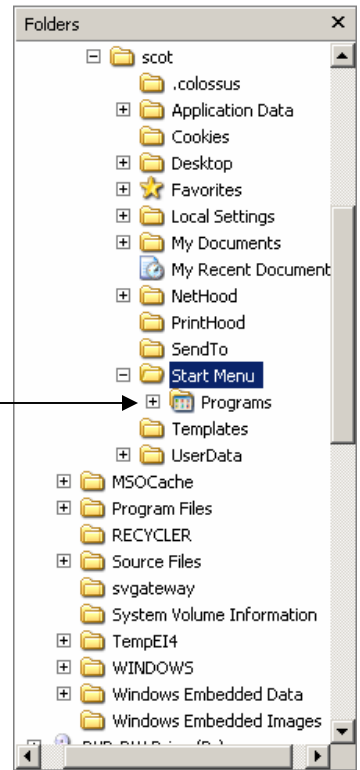 Folders
scot
.colossus
Application Data
Cookies
Desktop
Favorites
Local Settings
My Documents
My Recent Document
NetHood
PrintHood
SendTo
Start Menu
Programs
Templates
UserData
MSOCache
Program Files
RECYCLER
Source Files
svgateway
System Volume Information
TempEI4
WINDOWS
Windows Embedded Data
Windows Embedded Images